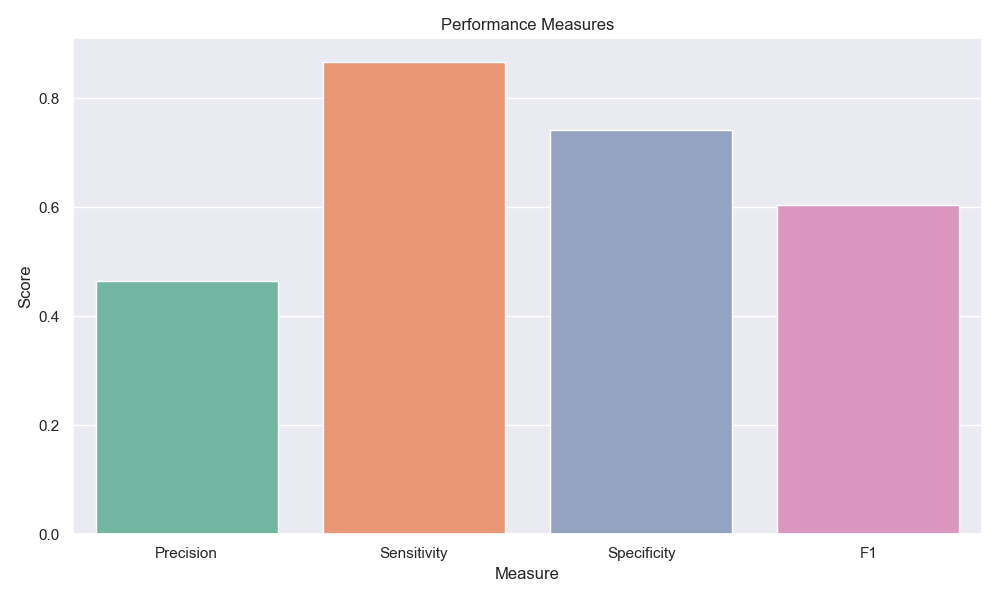 Performance Measures
Score
0.8
0.6
0.4
0.2
0.0
Precision
Sensitivity
Specificity
F1
Measure